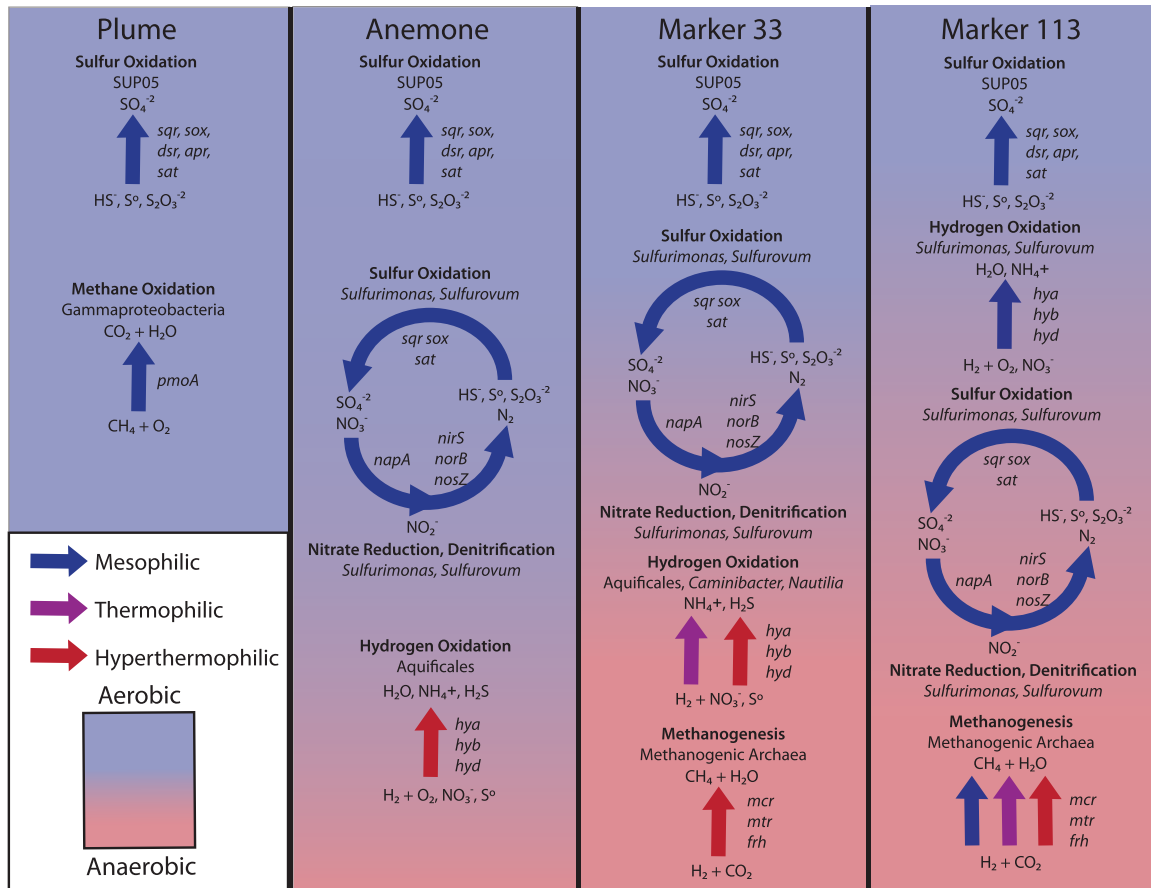 Plume
Sulfur Oxidation
SUP05
SO₄⁻²
sqr, sox,
dsr, apr,
sat
HS⁻, Sº, S₂O₃⁻²
Methane Oxidation
Gammaproteobacteria
CO₂ + H₂O
pmoA
CH₄ + O₂
Mesophilic
Thermophilic
Hyperthermophilic
Aerobic
Anaerobic
Anemone
Sulfur Oxidation
SUP05
SO₄⁻²
sqr, sox,
dsr, apr,
sat
HS⁻, Sº, S₂O₃⁻²
Sulfur Oxidation
Sulfurimonas, Sulfurovum
sqr sox
sat
SO₄⁻²
NO₃⁻
HS⁻, Sº, S₂O₃⁻²
N₂
napA
nirS
norB
nosZ
NO₂⁻
Nitrate Reduction, Denitrification
Sulfurimonas, Sulfurovum
Hydrogen Oxidation
Aquificales
H₂O, NH₄+, H₂S
hya
hyb
hyd
H₂ + O₂, NO₃⁻, Sº
Marker 33
Sulfur Oxidation
SUP05
SO₄⁻²
sqr, sox,
dsr, apr,
sat
HS⁻, Sº, S₂O₃⁻²
Sulfur Oxidation
Sulfurimonas, Sulfurovum
sqr sox
sat
SO₄⁻²
NO₃⁻
HS⁻, Sº, S₂O₃⁻²
N₂
napA
nirS
norB
nosZ
NO₂⁻
Nitrate Reduction, Denitrification
Sulfurimonas, Sulfurovum
Hydrogen Oxidation
Aquificales, Caminibacter, Nautilia
NH₄+, H₂S
hya
hyb
hyd
H₂ + NO₃⁻, Sº
Methanogenesis
Methanogenic Archaea
CH₄ + H₂O
mcr
mtr
frh
H₂ + CO₂
Marker 113
Sulfur Oxidation
SUP05
SO₄⁻²
sqr, sox,
dsr, apr,
sat
HS⁻, Sº, S₂O₃⁻²
Hydrogen Oxidation
Sulfurimonas, Sulfurovum
H₂O, NH₄+
hya
hyb
hyd
H₂ + O₂, NO₃⁻
Sulfur Oxidation
Sulfurimonas, Sulfurovum
sqr sox
sat
SO₄⁻²
NO₃⁻
HS⁻, Sº, S₂O₃⁻²
N₂
napA
nirS
norB
nosZ
NO₂⁻
Nitrate Reduction, Denitrification
Sulfurimonas, Sulfurovum
Methanogenesis
Methanogenic Archaea
CH₄ + H₂O
mcr
mtr
frh
H₂ + CO₂